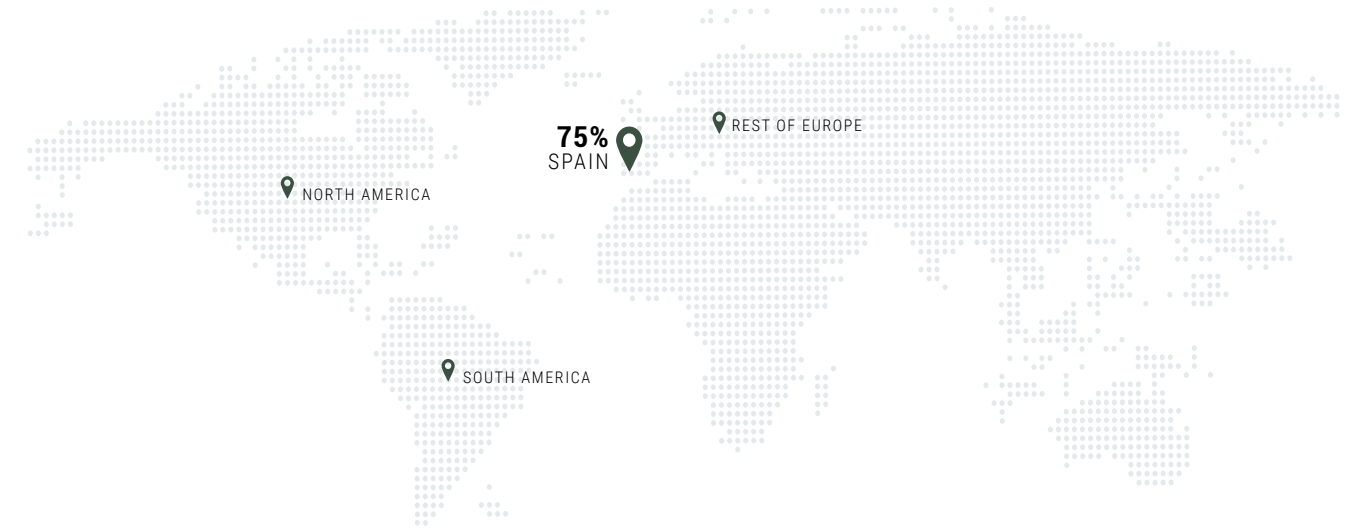 REST OF EUROPE
75%
SPAIN
NORTH AMERICA
SOUTH AMERICA